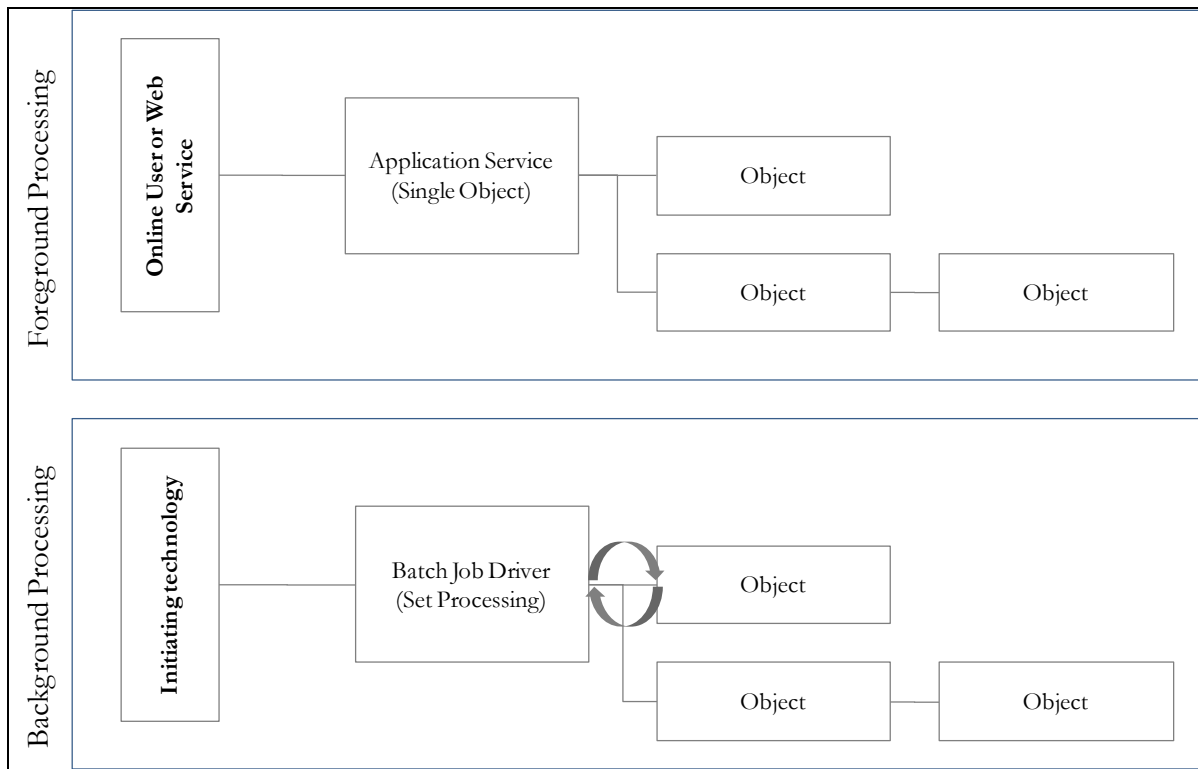 Foreground Processing
Online User or Web
Service
Application Service
(Single Object)
Object
Object
Object
Background Processing
Initiating technology
Batch Job Driver
(Set Processing)
Object
Object
Object